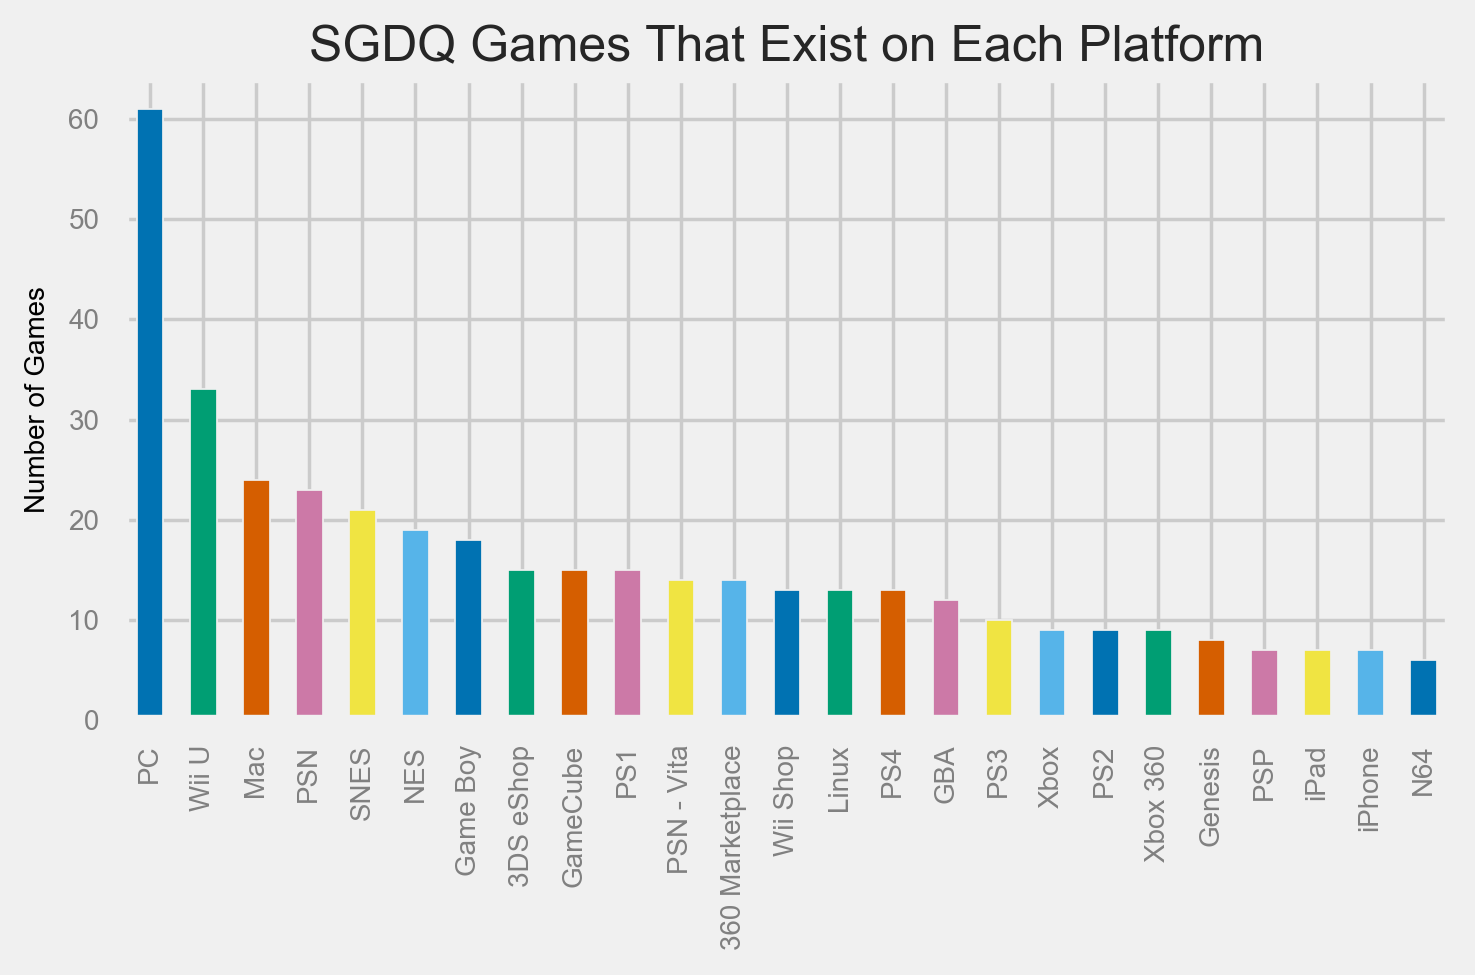 SGDQ Games That Exist on Each Platform
Number of Games
60
50
40
30
20
10
0
PC
Wii U
Mac
PSN
SNES
NES
Game Boy
3DS eShop
GameCube
PS1
PSN - Vita
360 Marketplace
Wii Shop
Linux
PS4
GBA
PS3
Xbox
PS2
Xbox 360
Genesis
PSP
iPad
iPhone
N64